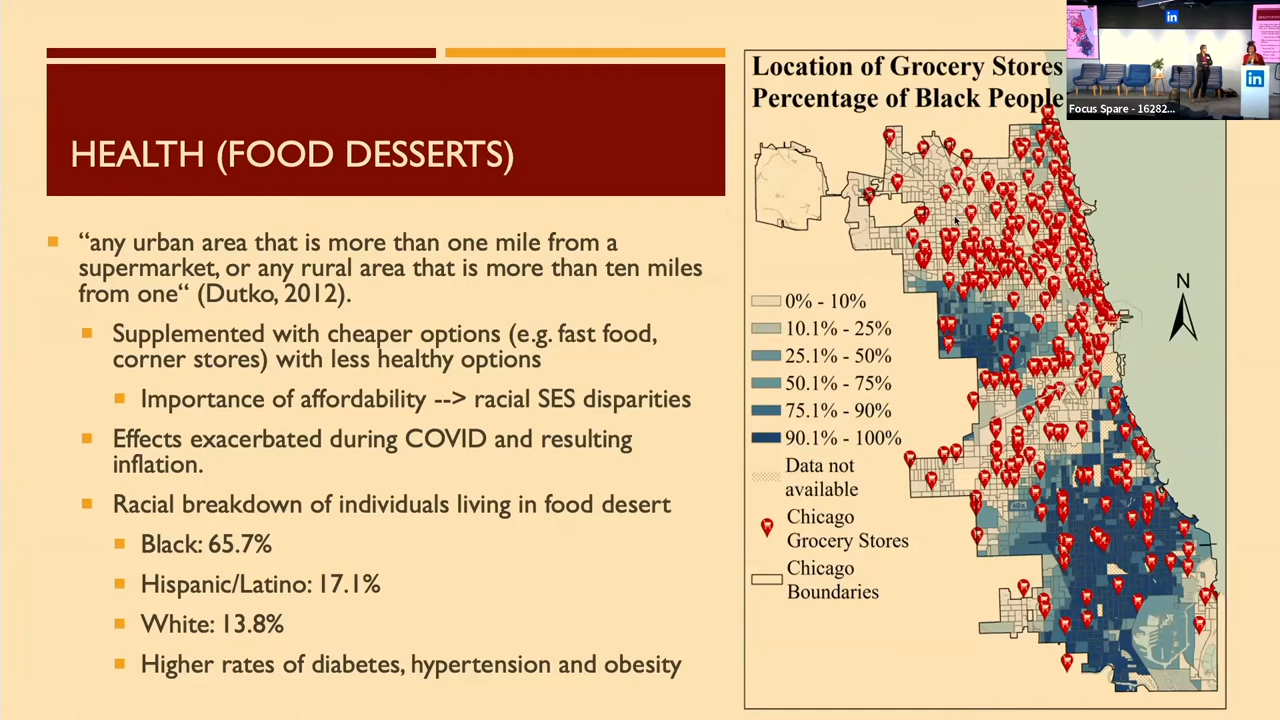 HEALTH (FOOD DESSERTS)
“any urban area that is more than one mile from a
supermarket, or any rural area that is more than ten miles
from one“ (Dutko, 2012).
Supplemented with cheaper options (e.g. fast food,
corner stores) with less healthy options
Importance of affordability --> racial SES disparities
Effects exacerbated during COVID and resulting
inflation.
Racial breakdown of individuals living in food desert
Black: 65.7%
Hispanic/Latino: 17.1%
White: 13.8%
Higher rates of diabetes, hypertension and obesity
Location of Grocery Stores
Percentage of Black People
0% - 10%
10.1% - 25%
25.1% - 50%
50.1% - 75%
75.1% - 90%
90.1% - 100%
Data not
available
Chicago
Grocery Stores
Chicago
Boundaries
N
in
in
Focus Spare - 16282...